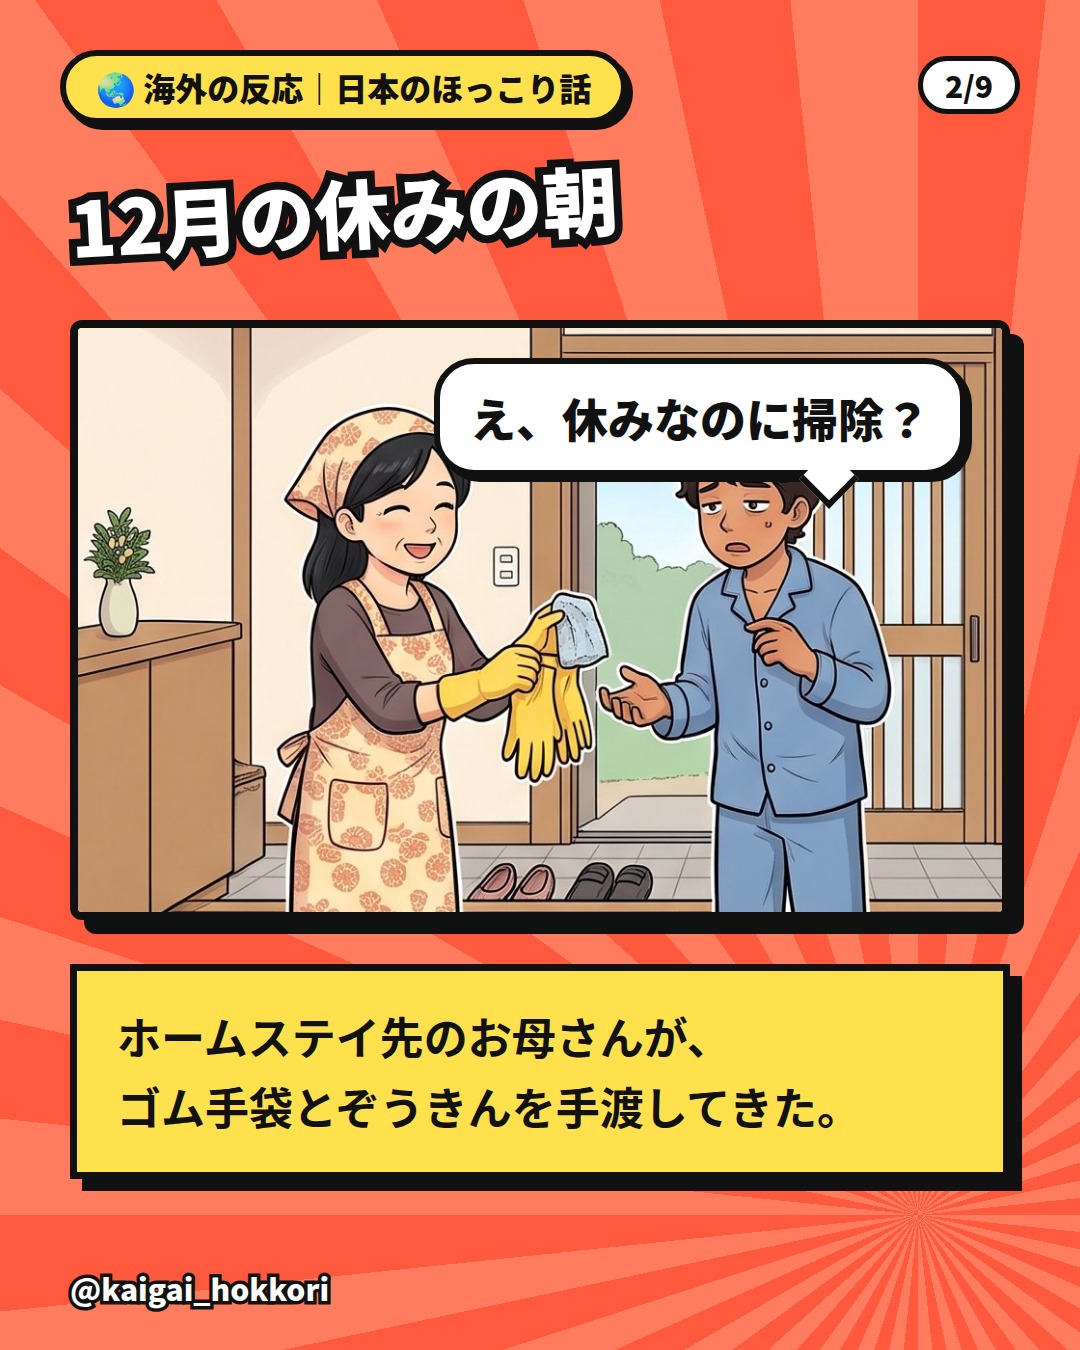 🌏 海外の反応｜日本のほっこり話
2/9
12月の休みの朝
え、休みなのに掃除？
ホームステイ先のお母さんが、
ゴム手袋とぞうきんを手渡してきた。
@kaigai_hokkori